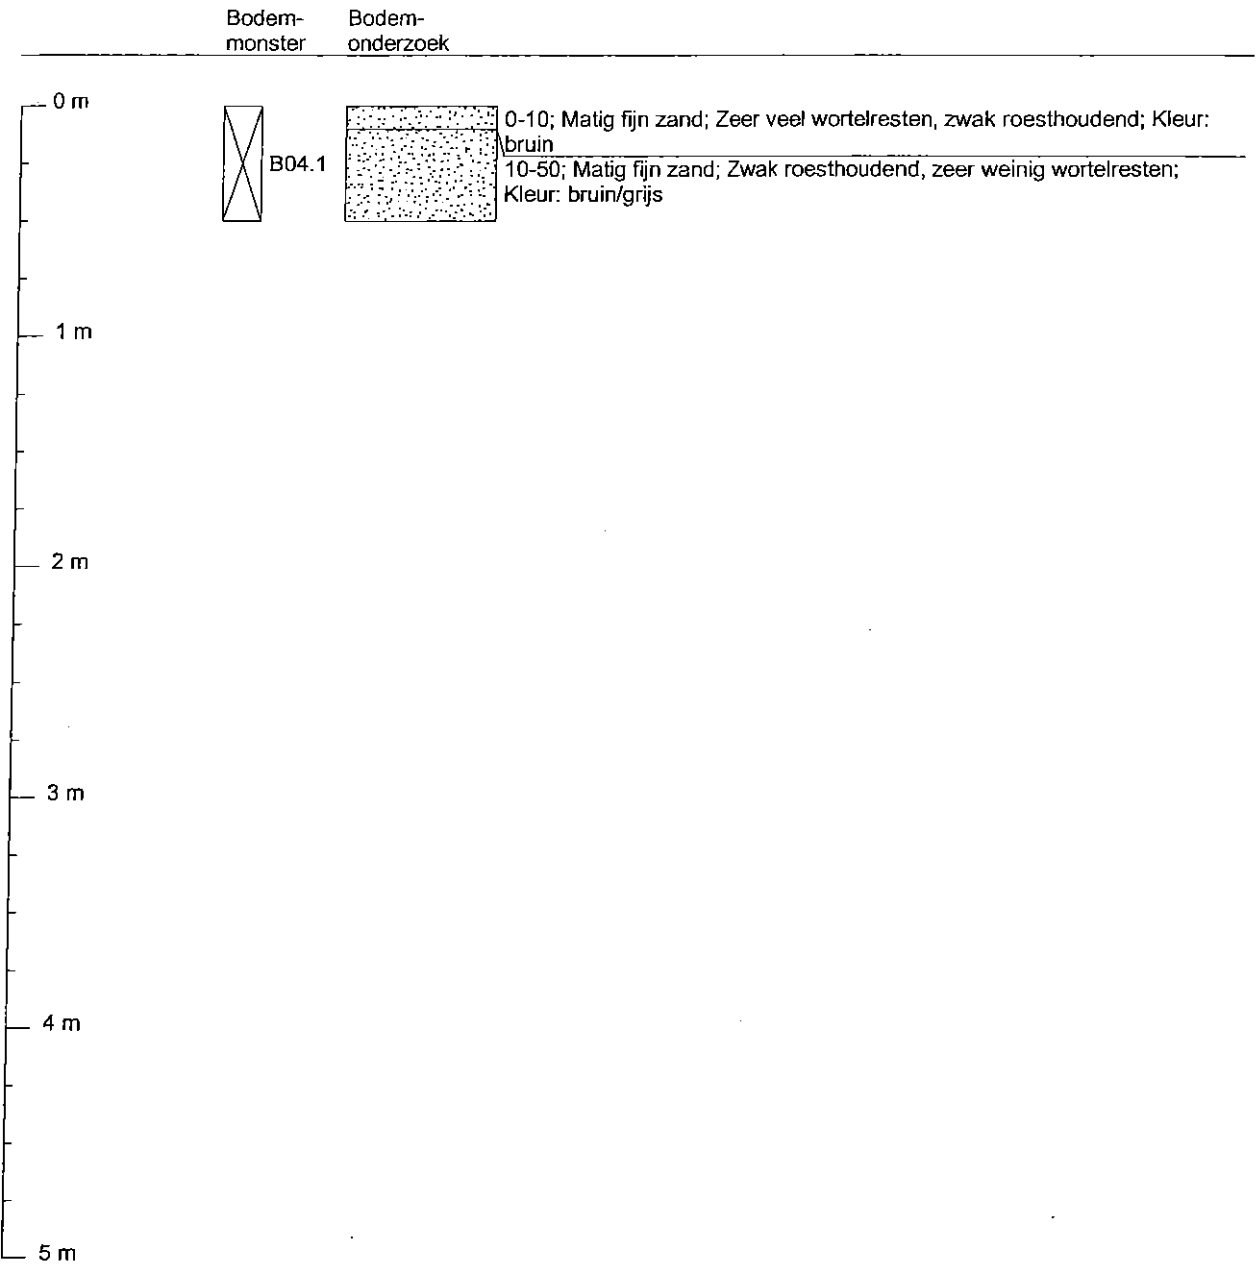 Bodem-
monster
Bodem-
onderzoek
0 m
0-10; Matig fijn zand; Zeer veel wortelresten, zwak roesthoudend; Kleur:
bruin
B04.1
10-50; Matig fijn zand; Zwak roesthoudend, zeer weinig wortelresten;
Kleur: bruin/grijs
1 m
2 m
3 m
4 m
5 m